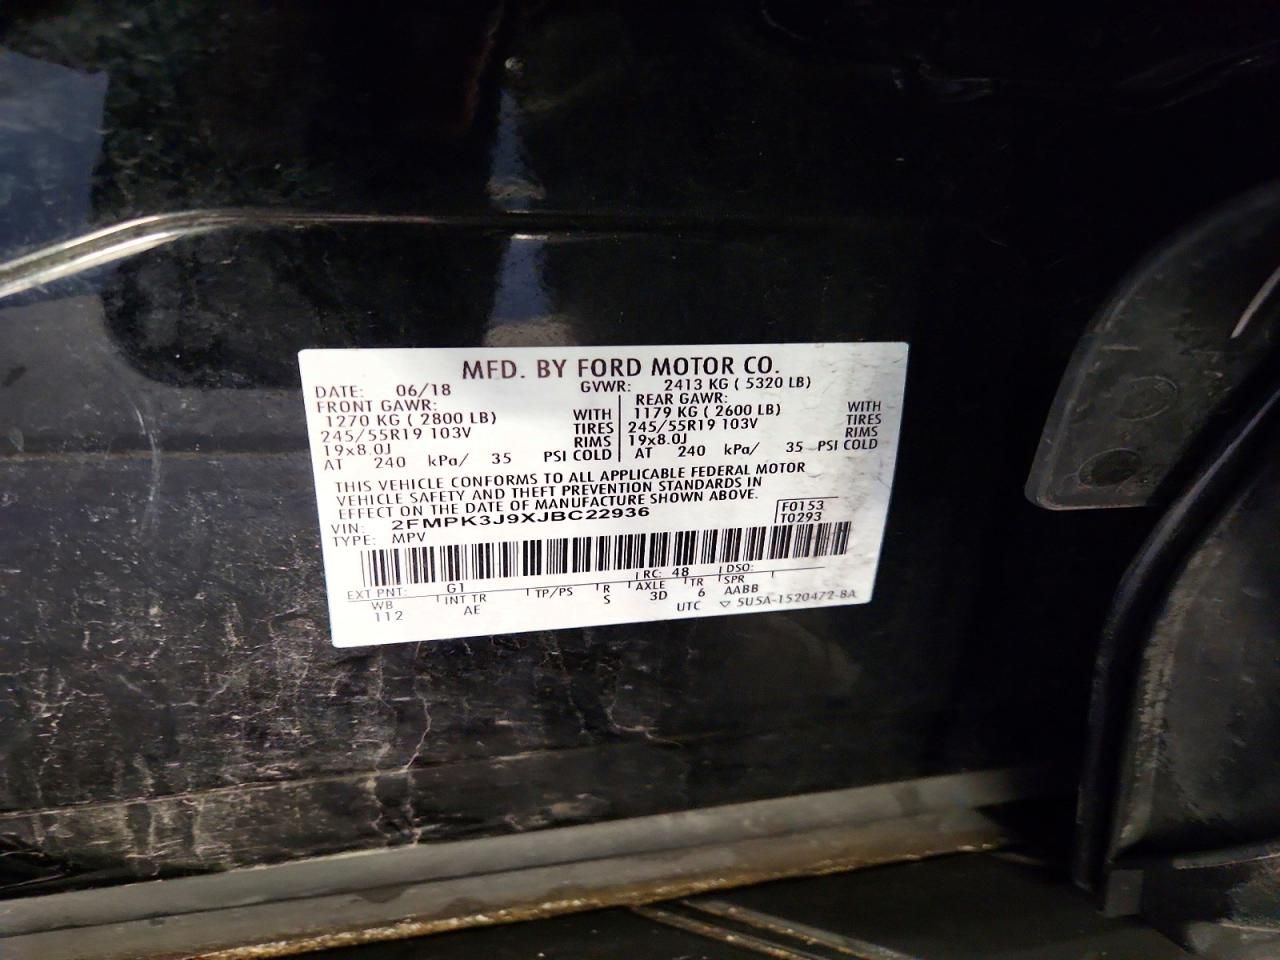 MFD. BY FORD MOTOR CO.
DATE: 06/18 GVWR: 2413 KG ( 5320 LB)
FRONT GAWR: REAR GAWR:
1270 KG ( 2800 LB) WITH 1179 KG ( 2600 LB) WITH
245/55R19 103V TIRES 245/55R19 103V TIRES
19x8.0J RIMS 19x8.0J RIMS
AT 240 kPa/ 35 PSI COLD AT 240 kPa/ 35 PSI COLD
THIS VEHICLE CONFORMS TO ALL APPLICABLE FEDERAL MOTOR
VEHICLE SAFETY AND THEFT PREVENTION STANDARDS IN
EFFECT ON THE DATE OF MANUFACTURE SHOWN ABOVE.
VIN: 2FMPK3J9XJBC22936 F0153
TYPE: MPV T0293
EXT PNT: G1 RC: 48 DSO:
WB INT TR TP/PS R AXLE TR SPR
112 AE S 3D 6 AABB
UTC ▽ 5U5A-1520472-BA